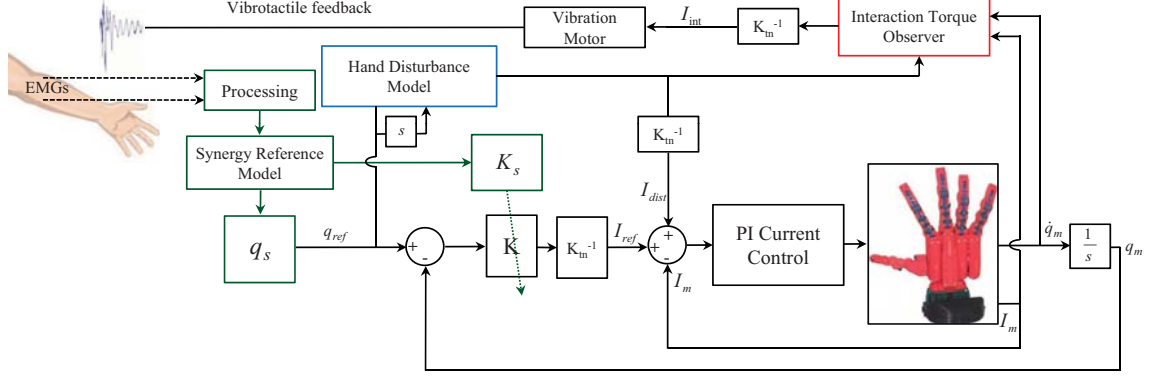 Vibrotactile feedback
Vibration
Motor
I_int
K_tn^-1
Interaction Torque
Observer
EMGs
Processing
Hand Disturbance
Model
s
K_tn^-1
Synergy Reference
Model
K_s
I_dist
q_s
q_ref
+
-
K
K_tn^-1
I_ref
+
+
-
I_m
PI Current
Control
I_m
q̇_m
1
s
q_m